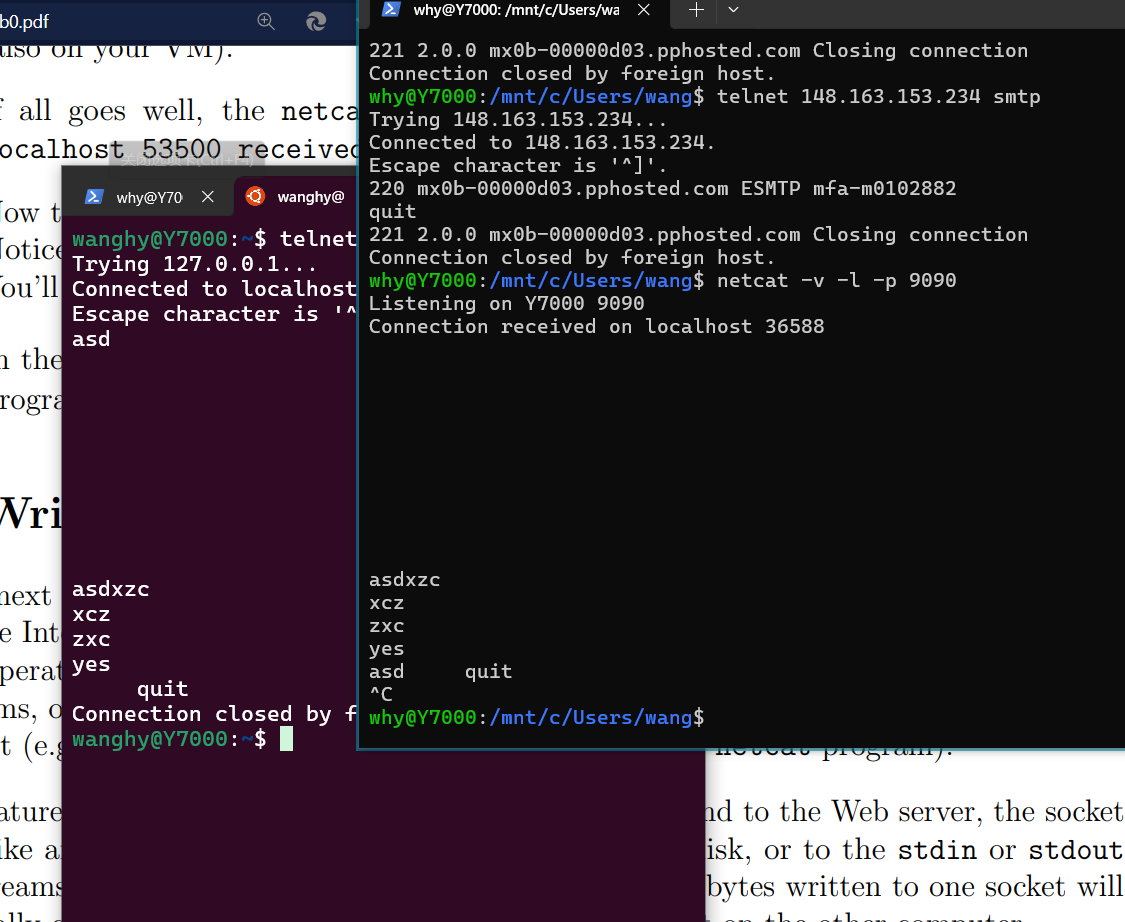 b0.pdf
also on your VM).
f all goes well, the netca
ocalhost 53500 received
Now t
Notice
You'll
n the
rogra
Wri
next
e Int
perat
ms, o
t (e.g
netcat program).
ature
nd to the Web server, the socket
ike a
isk, or to the stdin or stdout
reams
bytes written to one socket will
on the other computer
why@Y70
wanghy@
wanghy@Y7000:~$ telnet
Trying 127.0.0.1...
Connected to localhost
Escape character is '^
asd
asdxzc
xcz
zxc
yes
quit
Connection closed by f
wanghy@Y7000:~$
why@Y7000: /mnt/c/Users/wa
221 2.0.0 mx0b-00000d03.pphosted.com Closing connection
Connection closed by foreign host.
why@Y7000:/mnt/c/Users/wang$ telnet 148.163.153.234 smtp
Trying 148.163.153.234...
Connected to 148.163.153.234.
Escape character is '^]'.
220 mx0b-00000d03.pphosted.com ESMTP mfa-m0102882
quit
221 2.0.0 mx0b-00000d03.pphosted.com Closing connection
Connection closed by foreign host.
why@Y7000:/mnt/c/Users/wang$ netcat -v -l -p 9090
Listening on Y7000 9090
Connection received on localhost 36588
asdxzc
xcz
zxc
yes
asd     quit
^C
why@Y7000:/mnt/c/Users/wang$